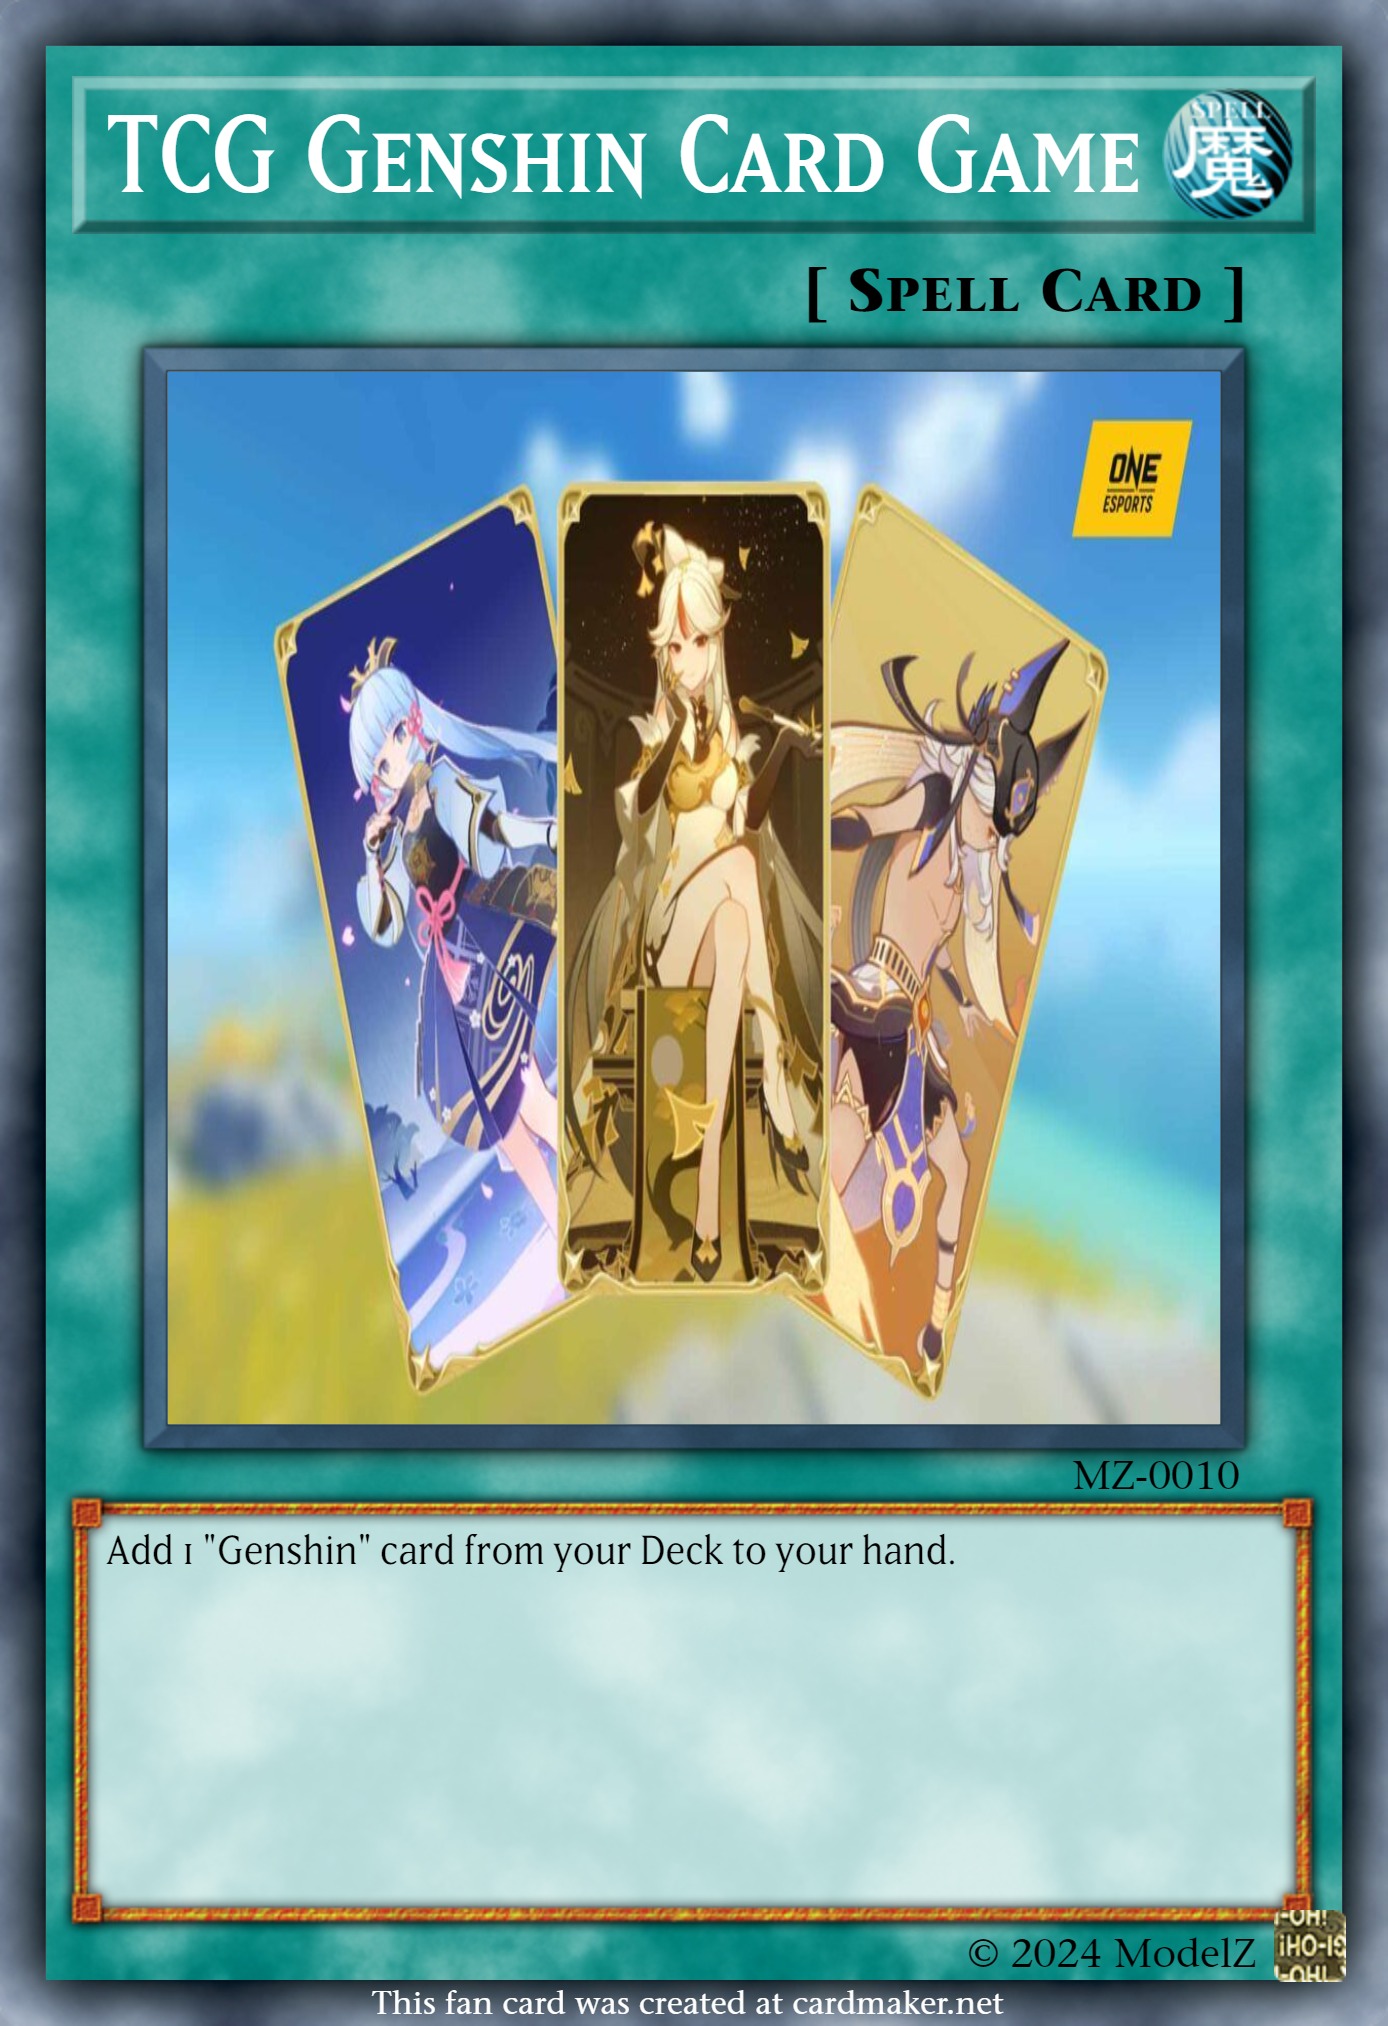 TCG Genshin Card Game
SPELL
魔
[ Spell Card ]
ONE
ESPORTS
MZ-0010
Add 1 "Genshin" card from your Deck to your hand.
© 2024 ModelZ
-OH!
This fan card was created at cardmaker.net